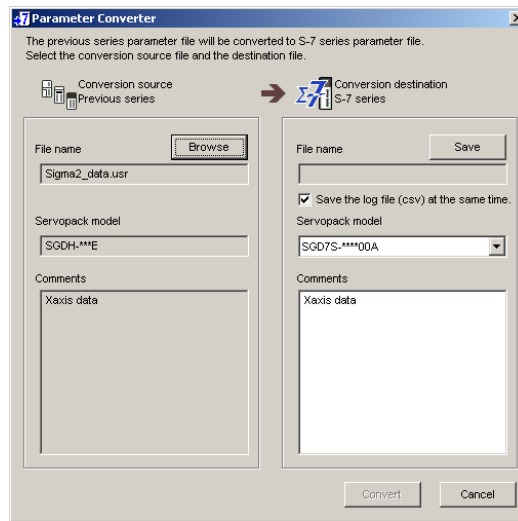 Parameter Converter
The previous series parameter file will be converted to S-7 series parameter file.
Select the conversion source file and the destination file.
Conversion source
Previous series
Σ7 Conversion destination
S-7 series
File name
Browse
Sigma2_data.usr
Servopack model
SGDH-***E
Comments
Xaxis data
File name
Save
Save the log file (csv) at the same time.
Servopack model
SGD7S-****00A
Comments
Xaxis data
Convert
Cancel